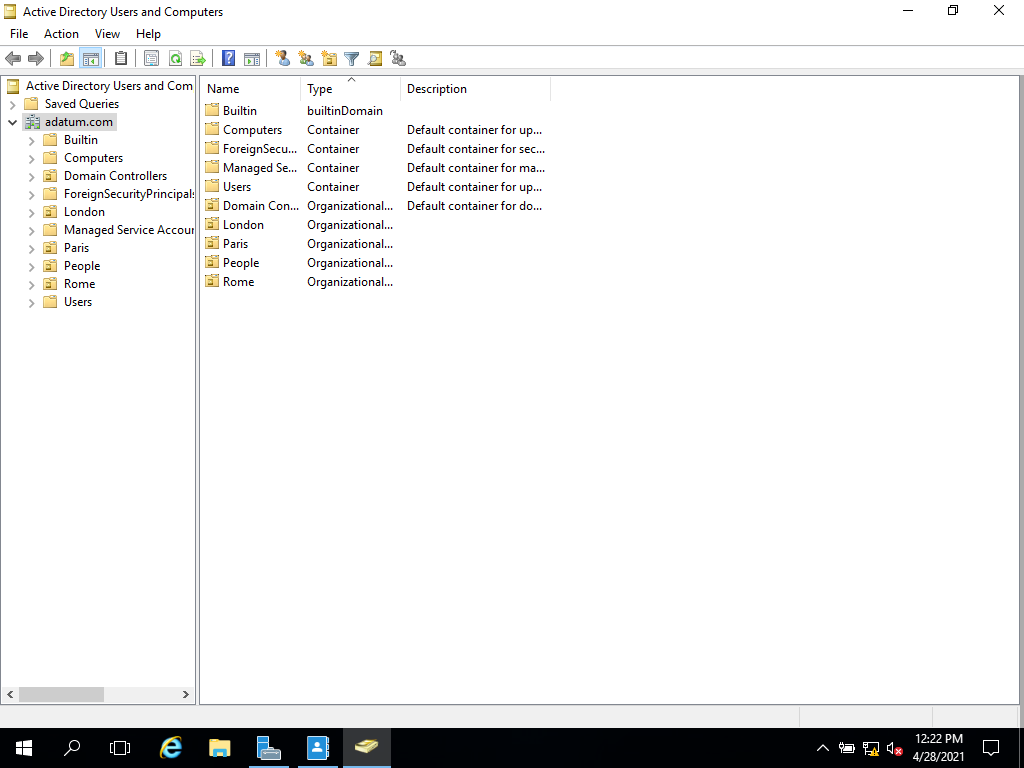 Active Directory Users and Computers
File Action View Help
Active Directory Users and Com
Saved Queries
adatum.com
Builtin
Computers
Domain Controllers
ForeignSecurityPrincipals
London
Managed Service Accour
Paris
People
Rome
Users
Name Type Description
Builtin builtinDomain
Computers Container Default container for up...
ForeignSecu... Container Default container for sec...
Managed Se... Container Default container for ma...
Users Container Default container for up...
Domain Con... Organizational... Default container for do...
London Organizational...
Paris Organizational...
People Organizational...
Rome Organizational...
12:22 PM
4/28/2021